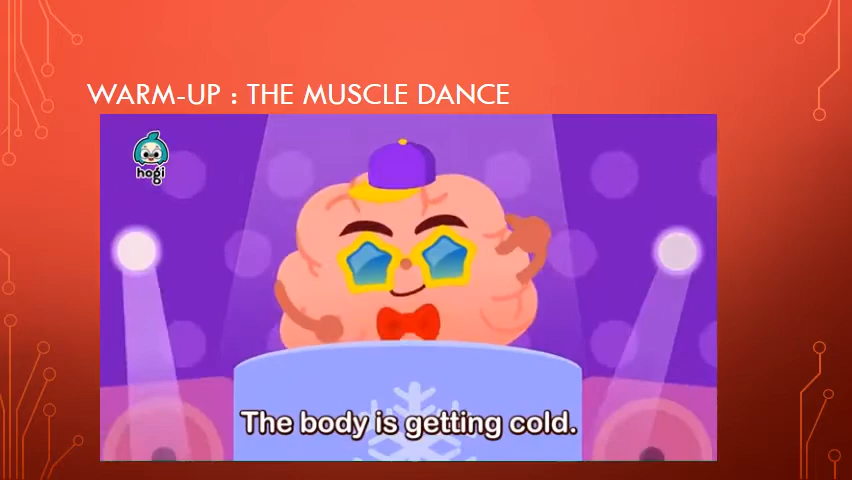 WARM-UP : THE MUSCLE DANCE
hogi
The body is getting cold.